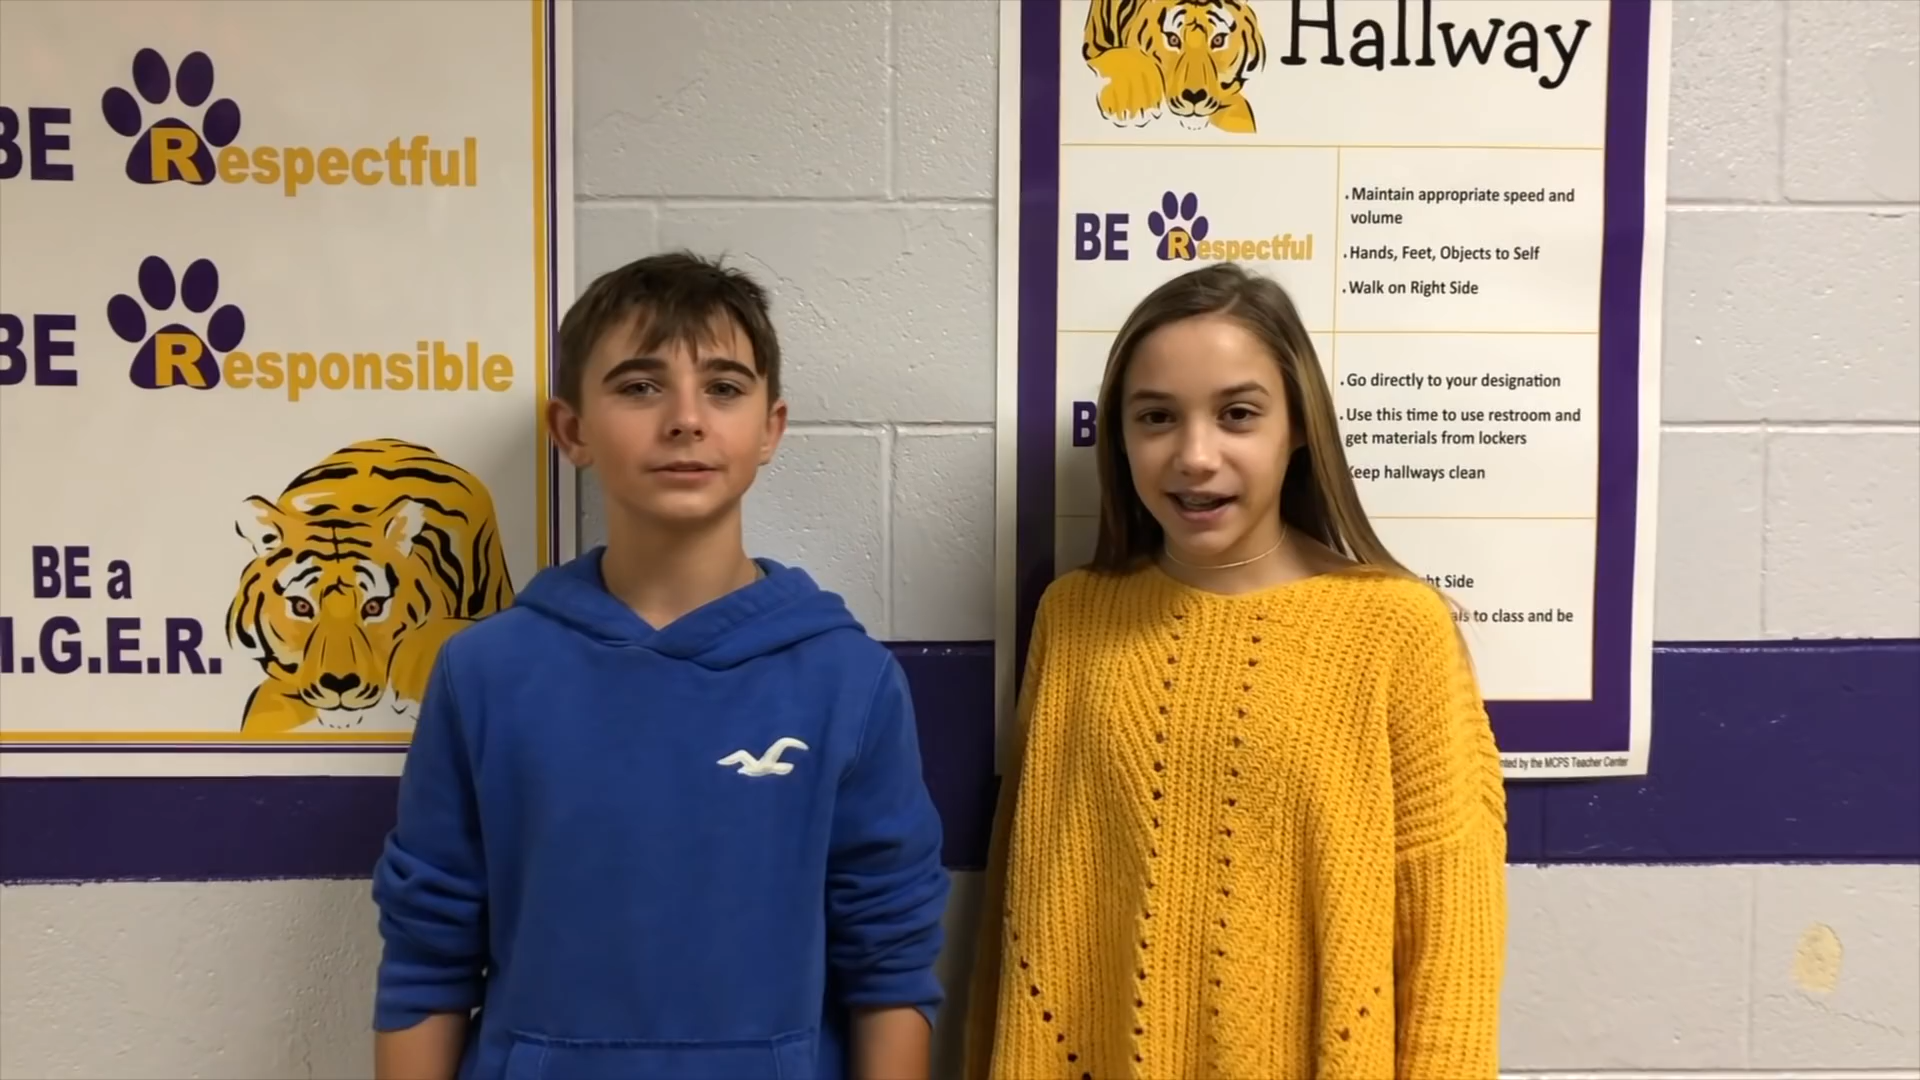 BE Respectful
BE Responsible
BE a
I.G.E.R.
Hallway
BE Respectful
. Maintain appropriate speed and
volume
. Hands, Feet, Objects to Self
. Walk on Right Side
. Go directly to your designation
. Use this time to use restroom and
get materials from lockers
Keep hallways clean
Side
to class and be
by the MCPS Teacher Center